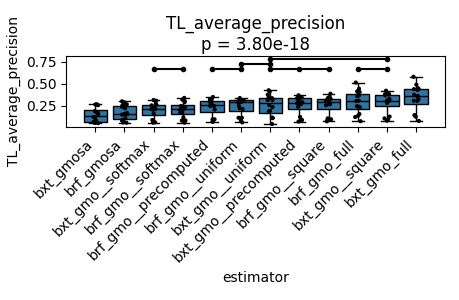 TL_average_precision
p = 3.80e-18
TL_average_precision
0.75
0.50
0.25
bxt_gmosa
brf_gmosa
bxt_gmo__softmax
brf_gmo__softmax
brf_gmo__precomputed
brf_gmo__uniform
bxt_gmo__uniform
bxt_gmo__precomputed
brf_gmo__square
brf_gmo_full
bxt_gmo__square
bxt_gmo_full
estimator